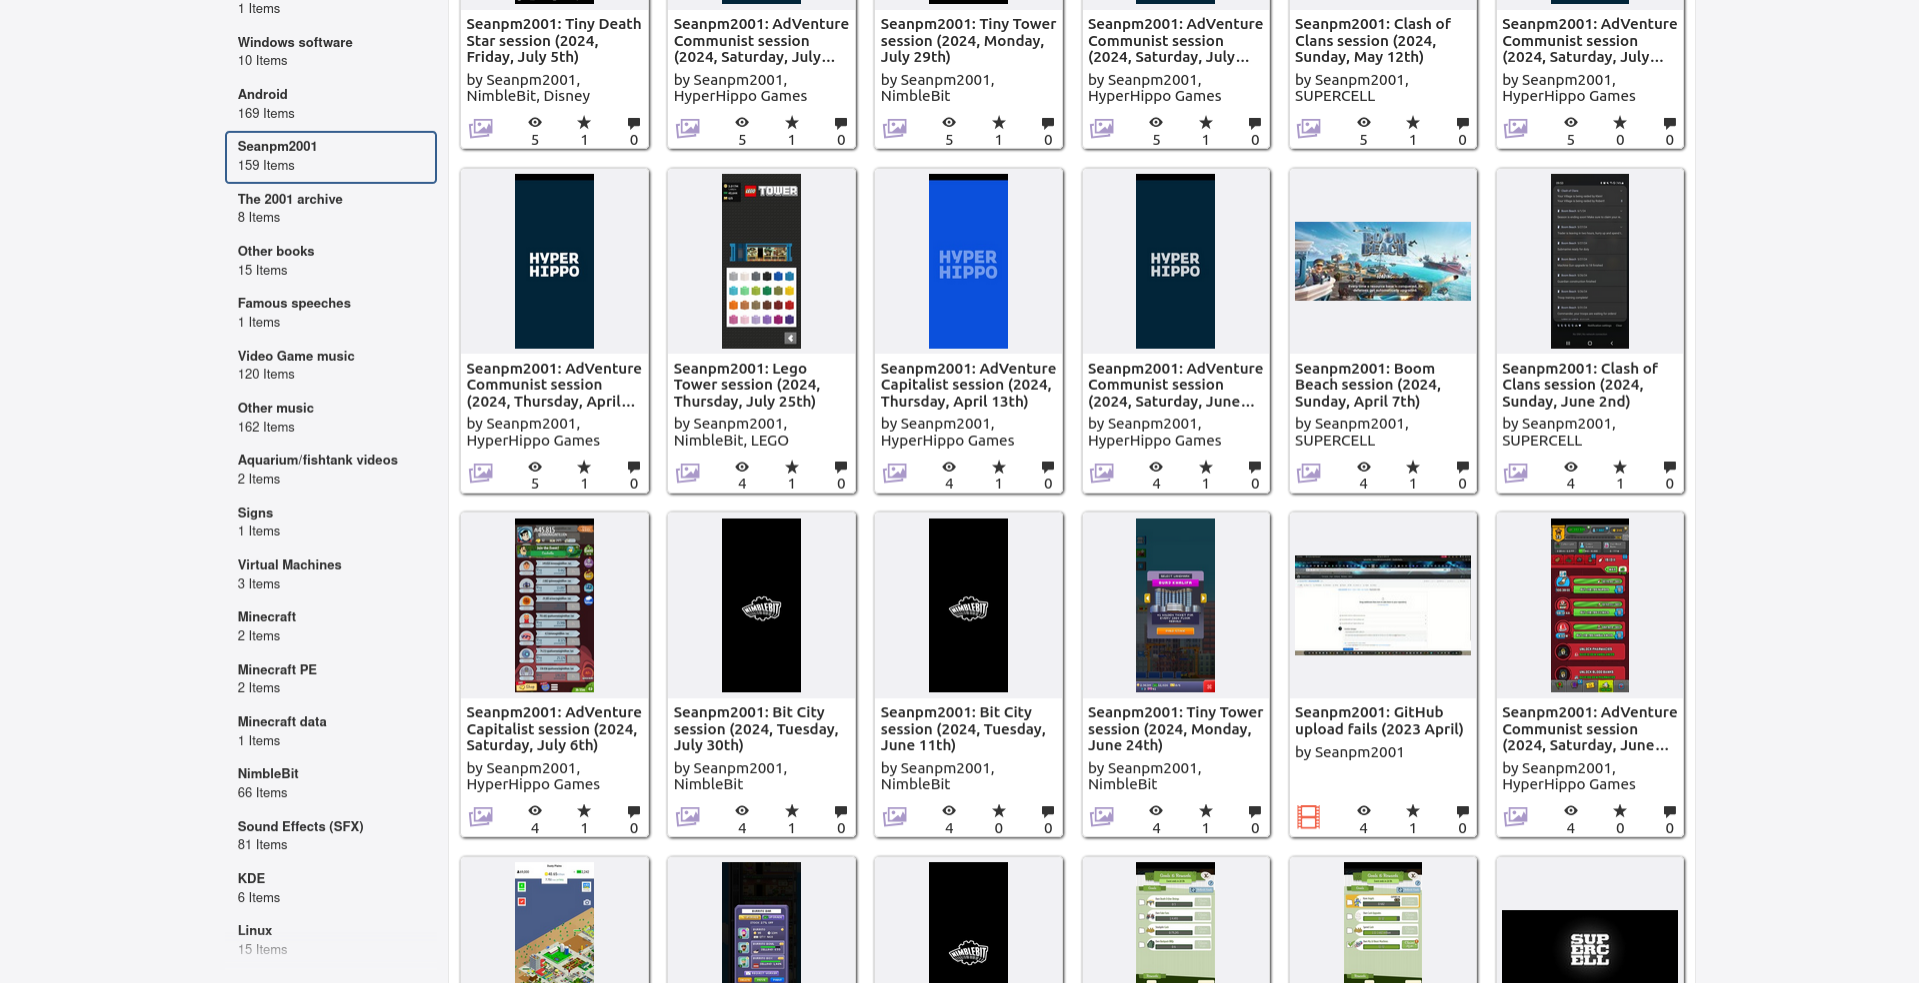 1 Items
Windows software
10 Items
Android
169 Items
Seanpm2001
159 Items
The 2001 archive
8 Items
Other books
15 Items
Famous speeches
1 Items
Video Game music
120 Items
Other music
162 Items
Aquarium/fishtank videos
2 Items
Signs
1 Items
Virtual Machines
3 Items
Minecraft
2 Items
Minecraft PE
2 Items
Minecraft data
1 Items
NimbleBit
66 Items
Sound Effects (SFX)
81 Items
KDE
6 Items
Linux
15 Items
Seanpm2001: Tiny Death
Star session (2024,
Friday, July 5th)
by Seanpm2001,
NimbleBit, Disney
5 1 0
Seanpm2001: AdVenture
Communist session
(2024, Saturday, July...
by Seanpm2001,
HyperHippo Games
5 1 0
Seanpm2001: Tiny Tower
session (2024, Monday,
July 29th)
by Seanpm2001,
NimbleBit
5 1 0
Seanpm2001: AdVenture
Communist session
(2024, Saturday, July...
by Seanpm2001,
HyperHippo Games
5 1 0
Seanpm2001: Clash of
Clans session (2024,
Sunday, May 12th)
by Seanpm2001,
SUPERCELL
5 1 0
Seanpm2001: AdVenture
Communist session
(2024, Saturday, July...
by Seanpm2001,
HyperHippo Games
5 0 0
HYPER
HIPPO
Seanpm2001: AdVenture
Communist session
(2024, Thursday, April...
by Seanpm2001,
HyperHippo Games
5 1 0
LEGO TOWER
Seanpm2001: Lego
Tower session (2024,
Thursday, July 25th)
by Seanpm2001,
NimbleBit, LEGO
4 1 0
HYPER
HIPPO
Seanpm2001: AdVenture
Capitalist session (2024,
Thursday, April 13th)
by Seanpm2001,
HyperHippo Games
4 1 0
HYPER
HIPPO
Seanpm2001: AdVenture
Communist session
(2024, Saturday, June...
by Seanpm2001,
HyperHippo Games
4 1 0
BOOM
BEACH
Seanpm2001: Boom
Beach session (2024,
Sunday, April 7th)
by Seanpm2001,
SUPERCELL
4 1 0
Seanpm2001: Clash of
Clans session (2024,
Sunday, June 2nd)
by Seanpm2001,
SUPERCELL
4 1 0
Seanpm2001: AdVenture
Capitalist session (2024,
Saturday, July 6th)
by Seanpm2001,
HyperHippo Games
4 1 0
NIMBLEBIT
Seanpm2001: Bit City
session (2024, Tuesday,
July 30th)
by Seanpm2001,
NimbleBit
4 1 0
NIMBLEBIT
Seanpm2001: Bit City
session (2024, Tuesday,
June 11th)
by Seanpm2001,
NimbleBit
4 0 0
Seanpm2001: Tiny Tower
session (2024, Monday,
June 24th)
by Seanpm2001,
NimbleBit
4 1 0
Seanpm2001: GitHub
upload fails (2023 April)
by Seanpm2001
4 1 0
Seanpm2001: AdVenture
Communist session
(2024, Saturday, June...
by Seanpm2001,
HyperHippo Games
4 0 0
NIMBLEBIT
SUP
ERC
ELL